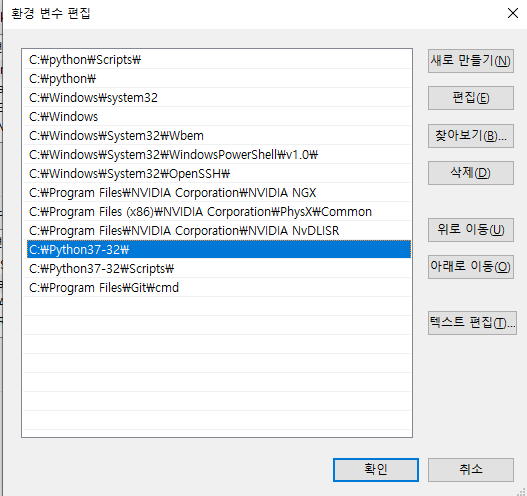 환경 변수 편집
C:₩python₩Scripts₩
C:₩python₩
C:₩Windows₩system32
C:₩Windows
C:₩Windows₩System32₩Wbem
C:₩Windows₩System32₩WindowsPowerShell₩v1.0₩
C:₩Windows₩System32₩OpenSSH₩
C:₩Program Files₩NVIDIA Corporation₩NVIDIA NGX
C:₩Program Files (x86)₩NVIDIA Corporation₩PhysX₩Common
C:₩Program Files₩NVIDIA Corporation₩NVIDIA NvDLISR
C:₩Python37-32₩
C:₩Python37-32₩Scripts₩
C:₩Program Files₩Git₩cmd
새로 만들기(N)
편집(E)
찾아보기(B)...
삭제(D)
위로 이동(U)
아래로 이동(O)
텍스트 편집(T)...
확인
취소